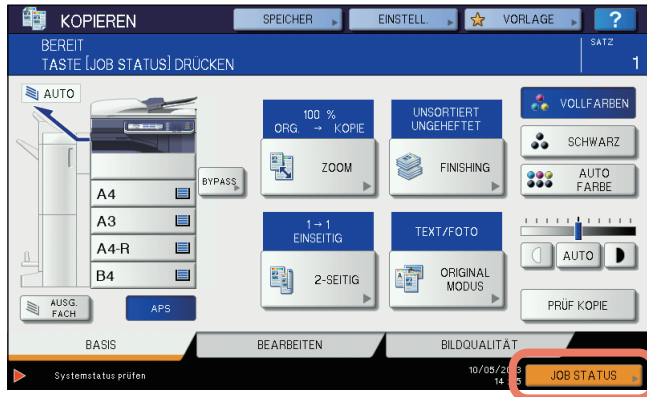 KOPIEREN
SPEICHER
EINSTELL.
VORLAGE
?
BEREIT
SATZ
TASTE [JOB STATUS] DRÜCKEN
1
AUTO
100 %
ORG. → KOPIE
ZOOM
UNSORTIERT
UNGEHEFTET
FINISHING
VOLLFARBEN
SCHWARZ
AUTO
FARBE
BYPASS
A4
A3
A4-R
B4
1→1
EINSEITIG
2-SEITIG
TEXT/FOTO
ORIGINAL
MODUS
AUTO
AUSG.
FACH
APS
PRÜF KOPIE
BASIS
BEARBEITEN
BILDQUALITÄT
Systemstatus prüfen
JOB STATUS